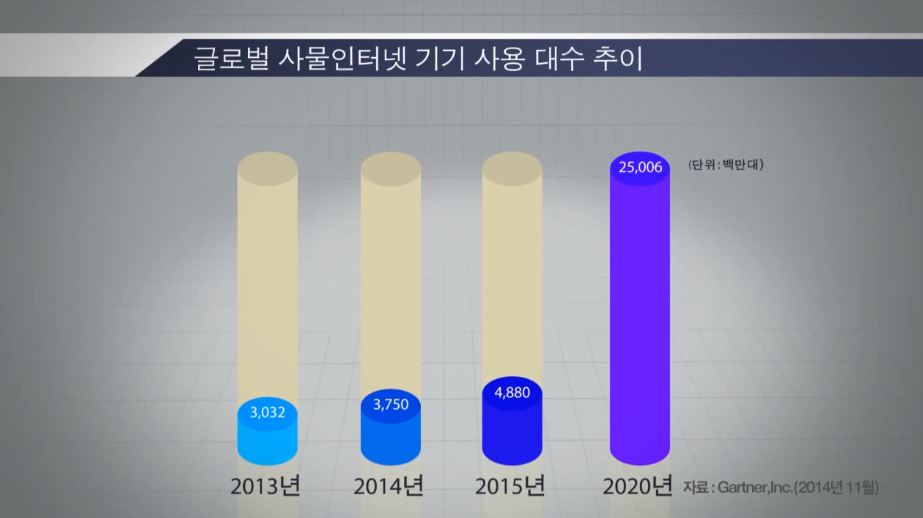 글로벌 사물인터넷 기기 사용 대수 추이
25,006
(단위:백만대)
3,032
3,750
4,880
2013년
2014년
2015년
2020년
자료 : Gartner,Inc.(2014년 11월)